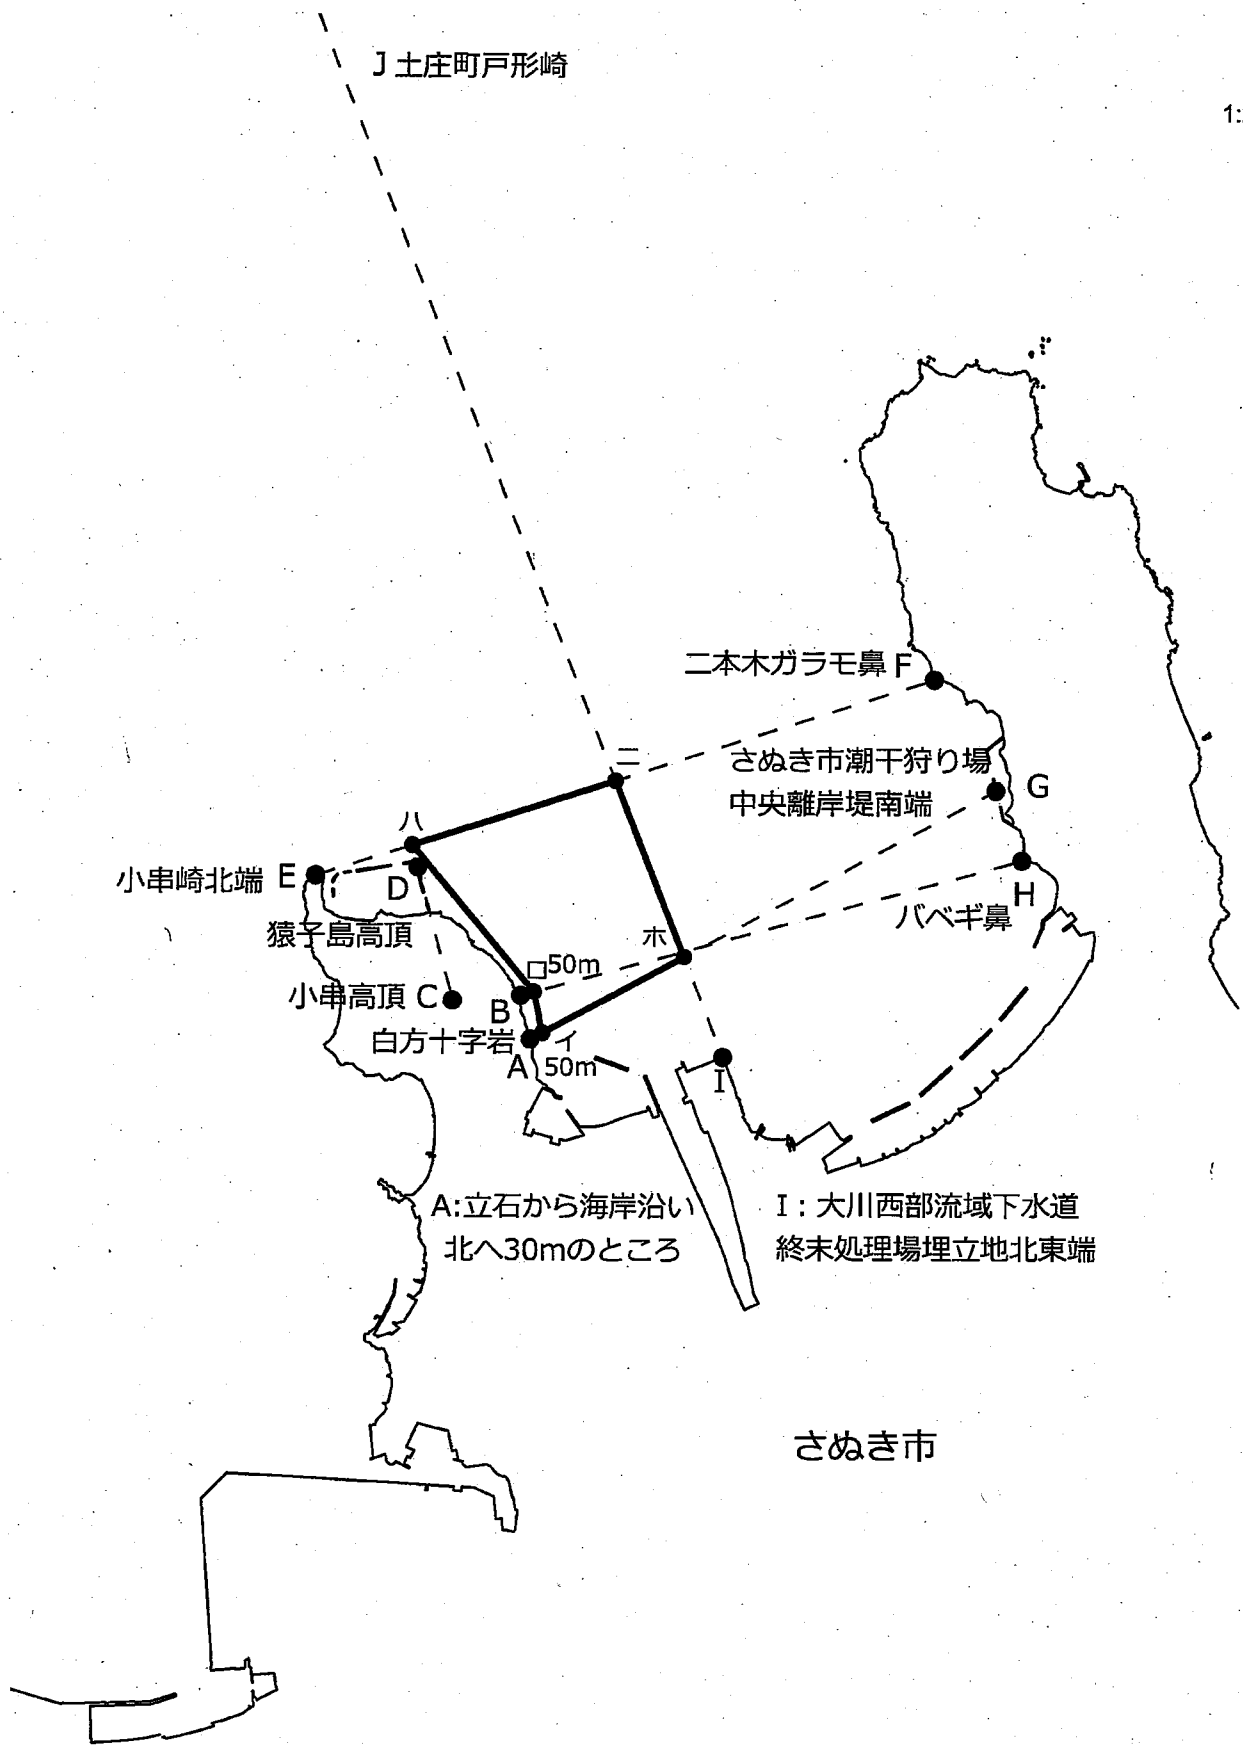 J 土庄町戸形崎
1:
二本木ガラモ鼻 F
ニ
さぬき市潮干狩り場
中央離岸堤南端
G
ハ
小串崎北端 E
D
H
バベギ鼻
猿子島高頂
ホ
ロ50m
小串高頂 C
B
白方十字岩
イ
A 50m
I
A:立石から海岸沿い
北へ30mのところ
I：大川西部流域下水道
終末処理場埋立地北東端
さぬき市